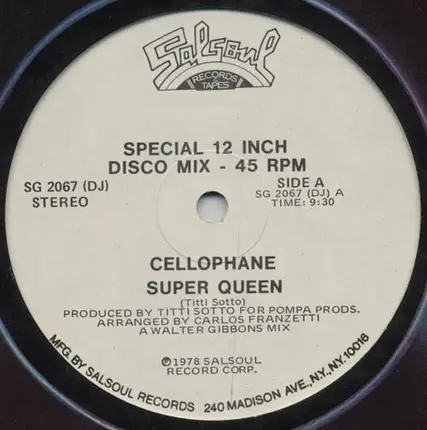 Salsoul
RECORDS
& TAPES
SPECIAL 12 INCH
DISCO MIX - 45 RPM
SG 2067 (DJ)
STEREO
SIDE A
SG 2067 (DJ) A
TIME: 9:30
CELLOPHANE
SUPER QUEEN
(Titti Sotto)
PRODUCED BY TITTI SOTTO FOR POMPA PRODS.
ARRANGED BY CARLOS FRANZETTI
A WALTER GIBBONS MIX
℗1978 SALSOUL
RECORD CORP.
MFG. BY SALSOUL RECORDS 240 MADISON AVE., N.Y., N.Y. 10016